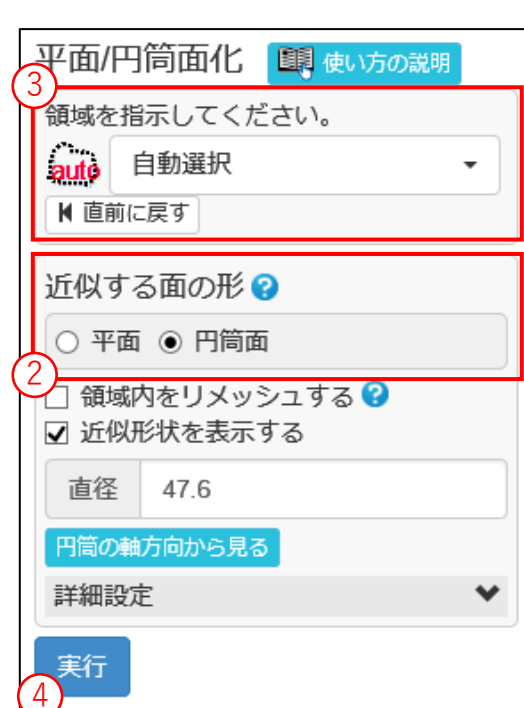 平面/円筒面化 使い方の説明
3
領域を指示してください。
auto 自動選択
直前に戻す
近似する面の形 ?
平面 円筒面
2
領域内をリメッシュする ?
近似形状を表示する
直径 47.6
円筒の軸方向から見る
詳細設定
実行
4